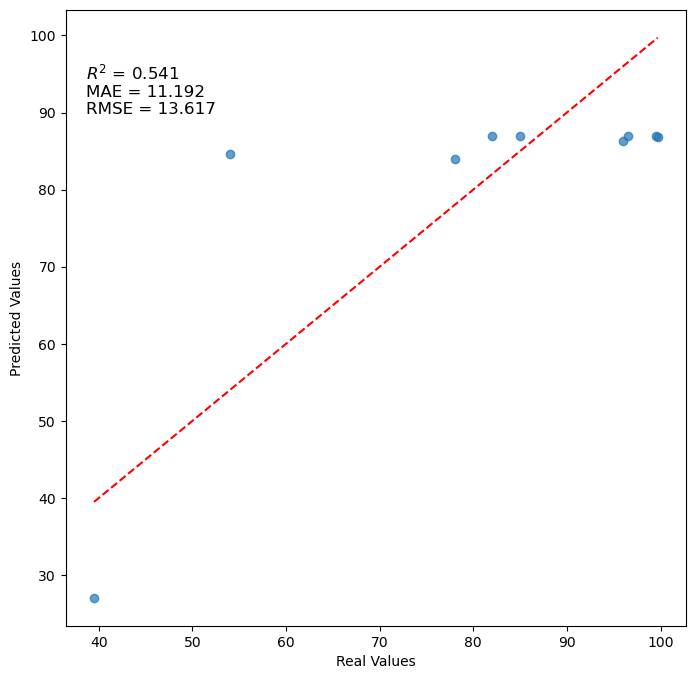 100
90
80
70
60
50
40
30
R² = 0.541
MAE = 11.192
RMSE = 13.617
Predicted Values
40 50 60 70 80 90 100
Real Values